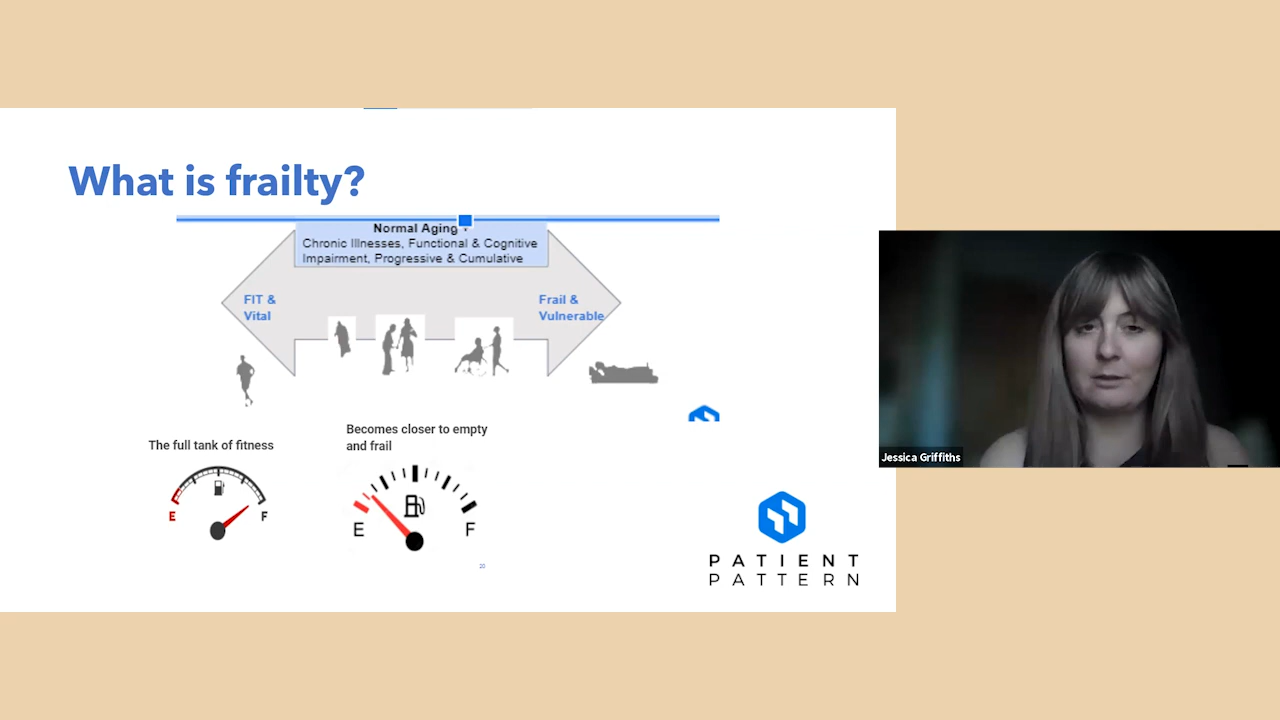 What is frailty?
Normal Aging
Chronic Illnesses, Functional & Cognitive
Impairment, Progressive & Cumulative
FIT &
Vital
Frail &
Vulnerable
The full tank of fitness
Becomes closer to empty
and frail
E
F
E
F
20
PATIENT
PATTERN
Jessica Griffiths